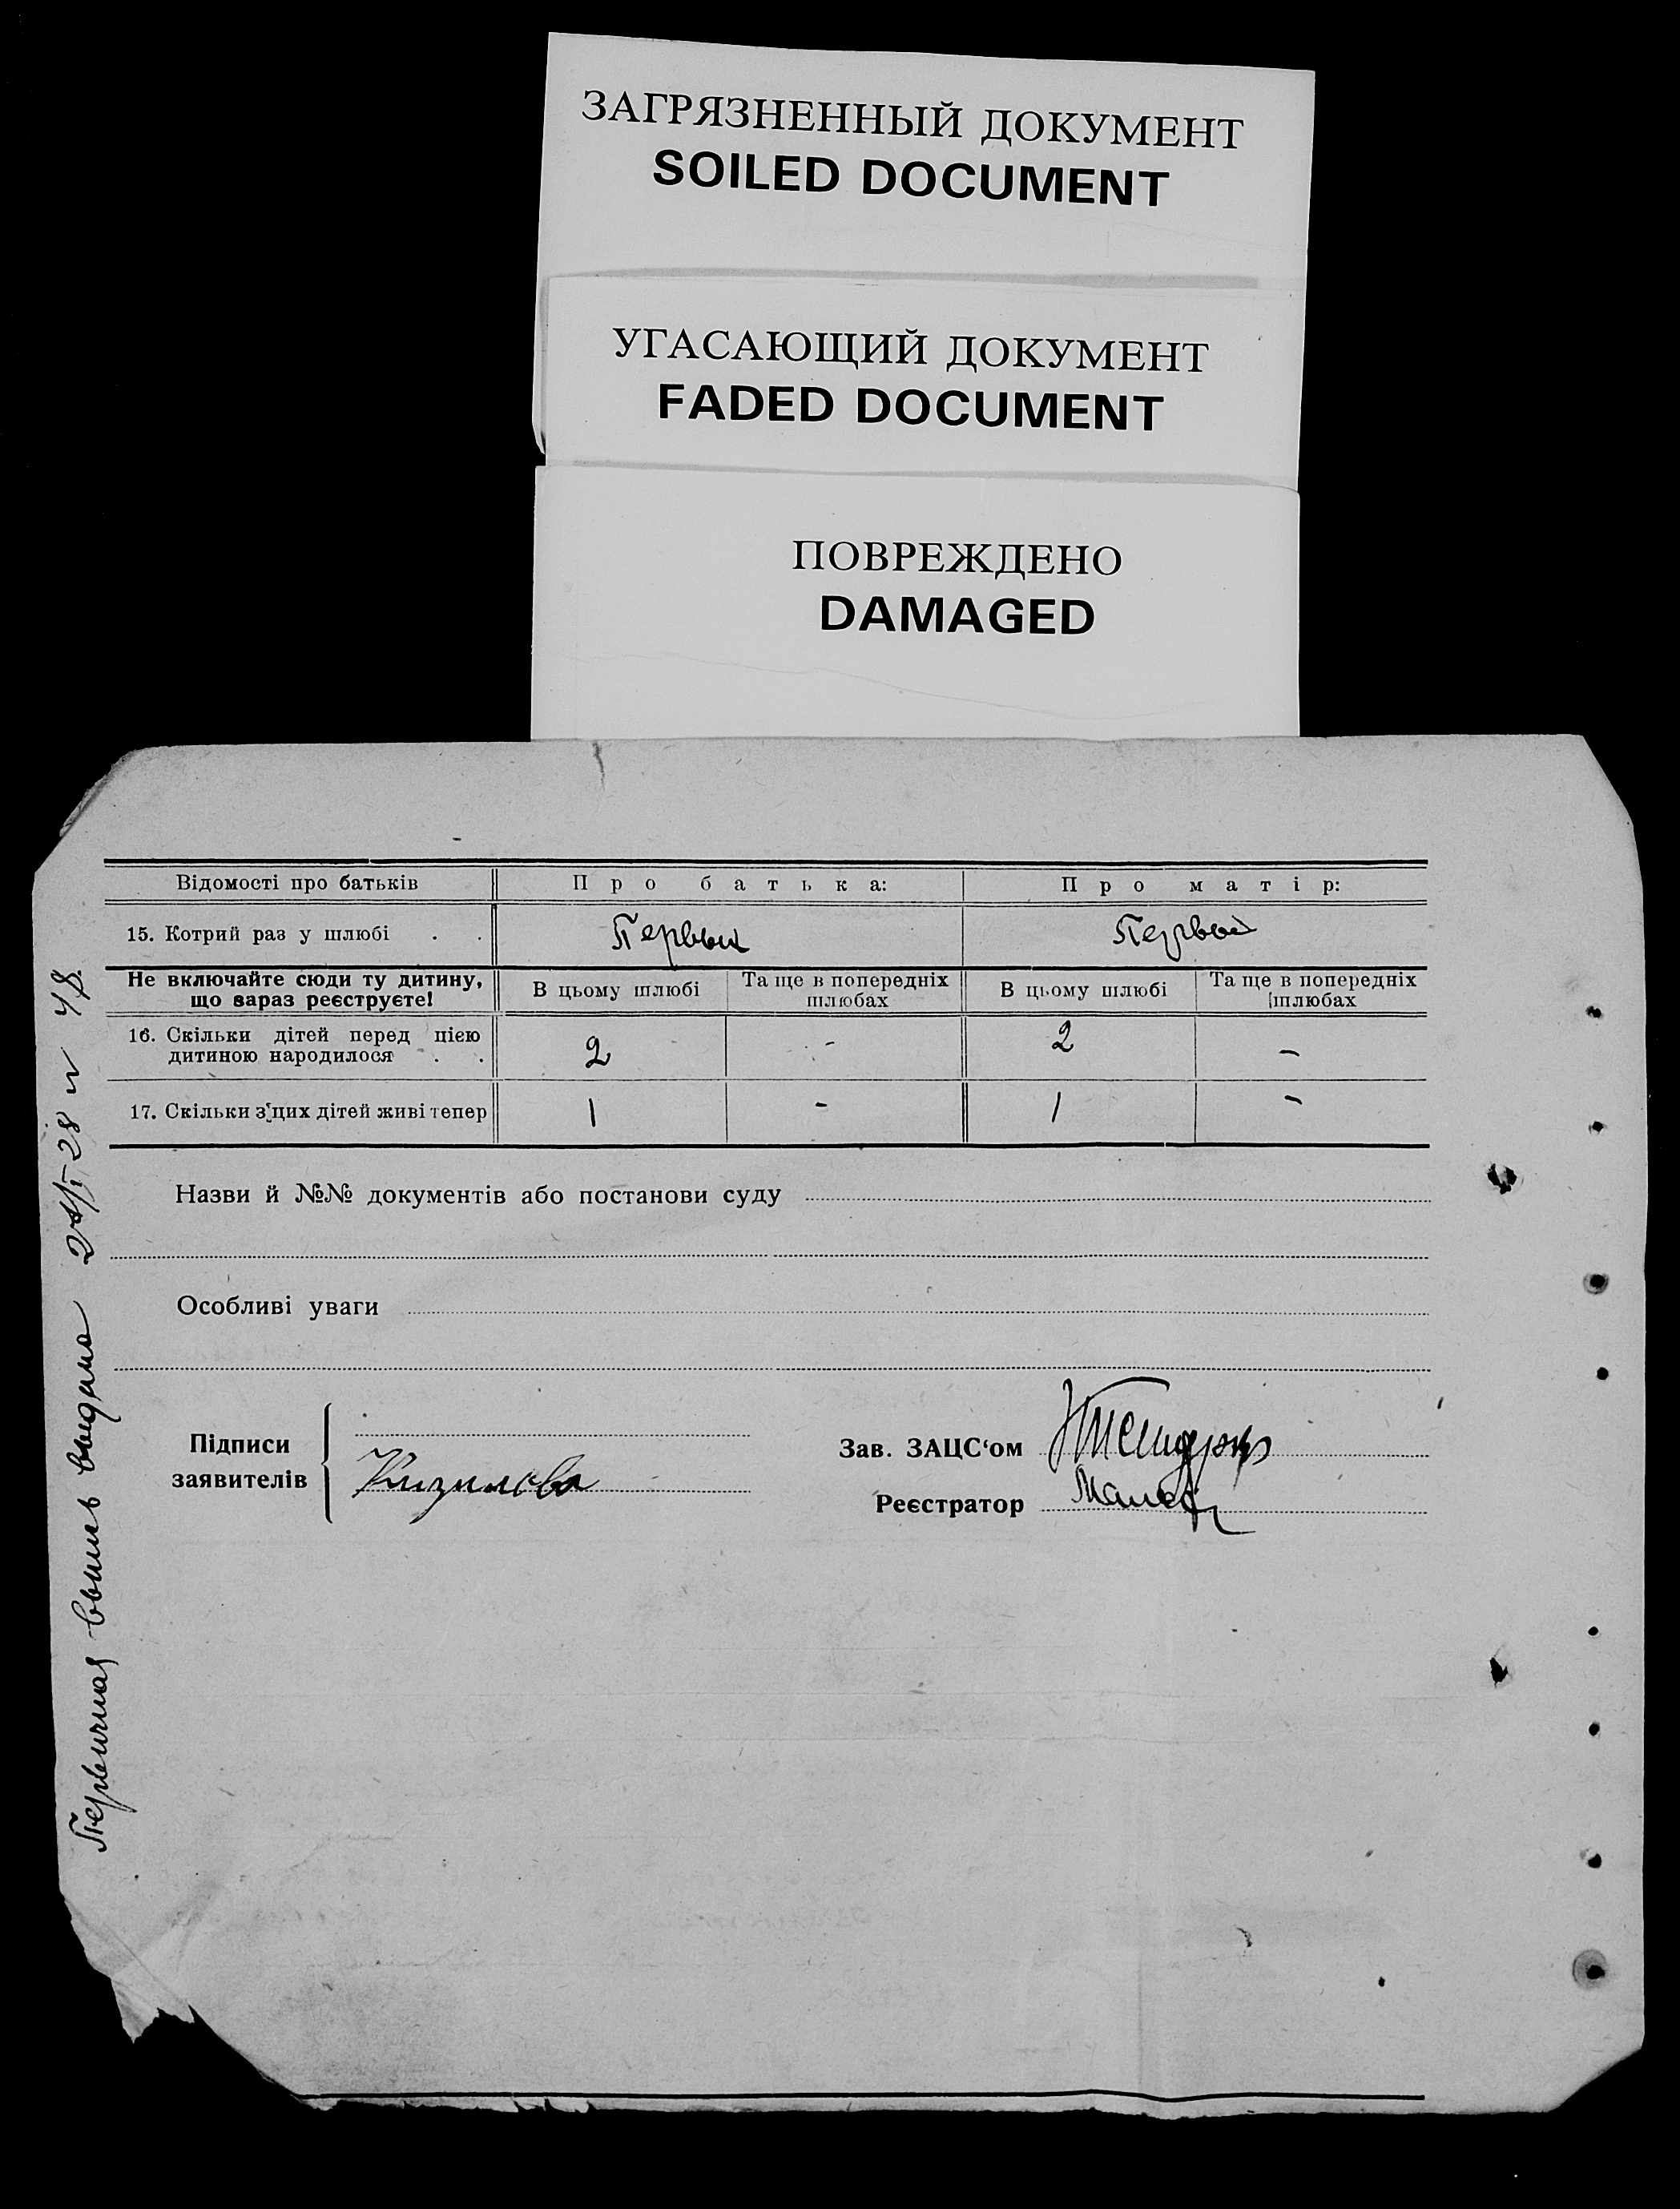 ЗАГРЯЗНЕННЫЙ ДОКУМЕНТ
SOILED DOCUMENT
УГАСАЮЩИЙ ДОКУМЕНТ
FADED DOCUMENT
ПОВРЕЖДЕНО
DAMAGED
Відомості про батьків Про батька: Про матір:
15. Котрий раз у шлюбі . . Первый Первый
Не включайте сюди ту дитину, що зараз реєструєте! В цьому шлюбі Та ще в попередніх шлюбах В цьому шлюбі Та ще в попередніх шлюбах
16. Скільки дітей перед цією
дитиною народилося . . 2 - 2 -
17. Скільки з цих дітей живі тепер 1 - 1 -
Назви й №№ документів або постанови суду
Особливі уваги
Підписи
заявителів
Зав. ЗАЦС‘ом
Реєстратор
Первичная выпись выдана 28 г